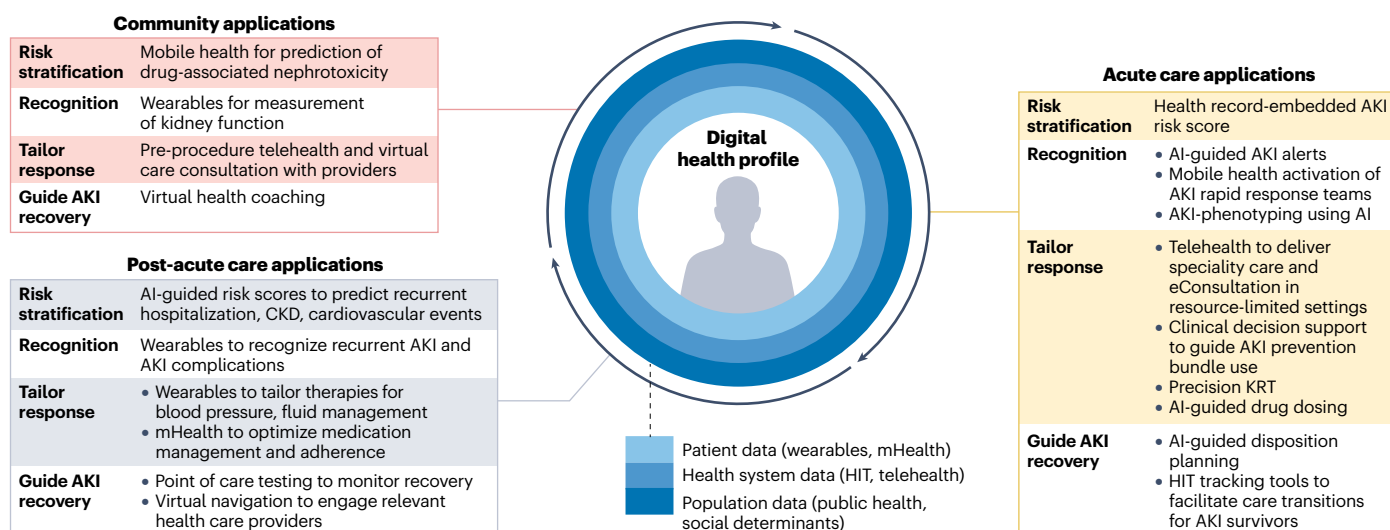 Community applications
Risk stratification
Mobile health for prediction of
drug-associated nephrotoxicity
Recognition
Wearables for measurement
of kidney function
Tailor response
Pre-procedure telehealth and virtual
care consultation with providers
Guide AKI recovery
Virtual health coaching
Post-acute care applications
Risk stratification
AI-guided risk scores to predict recurrent
hospitalization, CKD, cardiovascular events
Recognition
Wearables to recognize recurrent AKI and
AKI complications
Tailor response
• Wearables to tailor therapies for
blood pressure, fluid management
• mHealth to optimize medication
management and adherence
Guide AKI recovery
• Point of care testing to monitor recovery
• Virtual navigation to engage relevant
health care providers
Digital
health profile
Patient data (wearables, mHealth)
Health system data (HIT, telehealth)
Population data (public health,
social determinants)
Acute care applications
Risk stratification
Health record-embedded AKI
risk score
Recognition
• AI-guided AKI alerts
• Mobile health activation of
AKI rapid response teams
• AKI-phenotyping using AI
Tailor response
• Telehealth to deliver
speciality care and
eConsultation in
resource-limited settings
• Clinical decision support
to guide AKI prevention
bundle use
• Precision KRT
• AI-guided drug dosing
Guide AKI recovery
• AI-guided disposition
planning
• HIT tracking tools to
facilitate care transitions
for AKI survivors